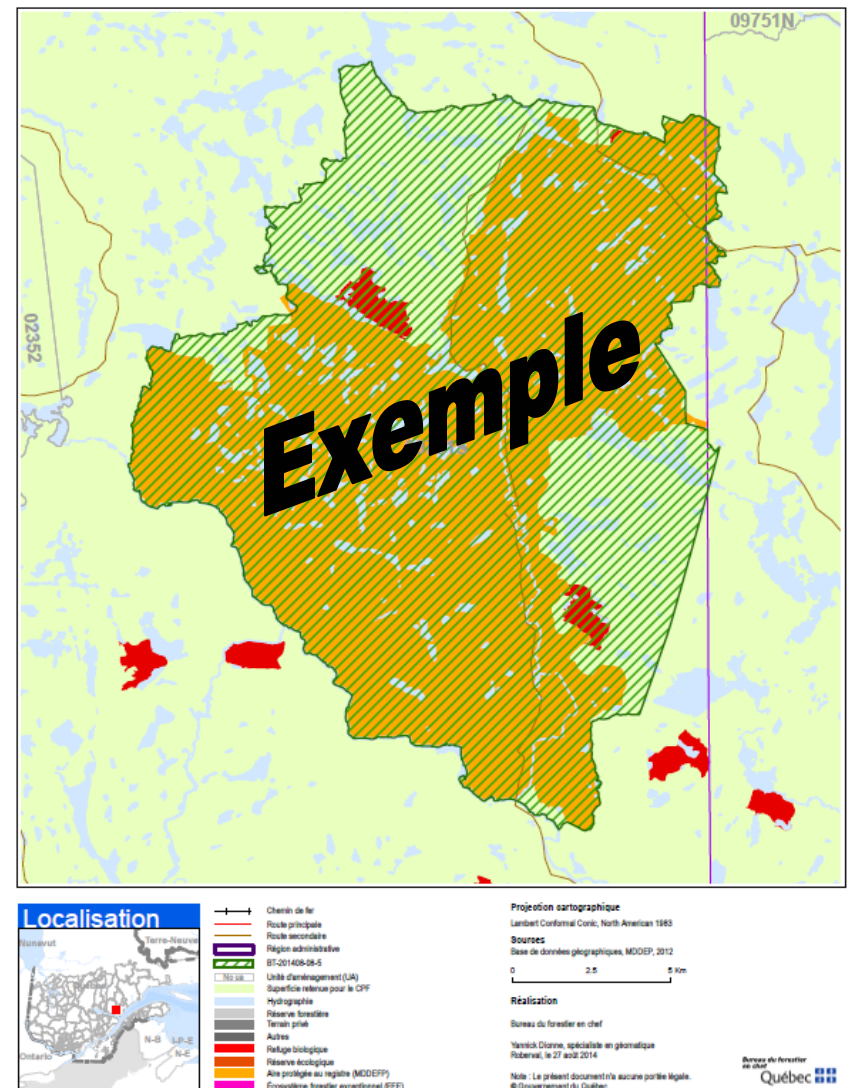 09751N
02352
Exemple
Localisation
Nunavut
Terre-Neuve
Québec
Ontario
N-B
I-P-E
N-E
Chemin de fer
Route principale
Route secondaire
Région administrative
BT-201408-08-5
No ua
Unité d'aménagement (UA)
Superficie retenue pour le CPF
Hydrographie
Réserve forestière
Terrain privé
Autres
Refuge biologique
Réserve écologique
Aire protégée au registre (MDDEFP)
Écosystème forestier exceptionnel (EFE)
Projection cartographique
Lambert Conformal Conic, North American 1983
Sources
Base de données géographiques, MDDEP, 2012
0 2.5 5 Km
Réalisation
Bureau du forestier en chef
Yannick Dionne, spécialiste en géomatique
Roberval, le 27 août 2014
Note : Le présent document n'a aucune portée légale.
© Gouvernement du Québec
Bureau du forestier
en chef
Québec